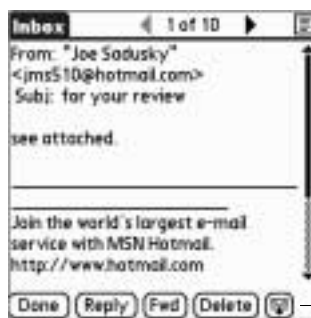 Inbox 1 of 10
From: "Joe Sadusky"
<jms510@hotmail.com>
Subj: for your review
see attached.
Join the world's largest e-mail
service with MSN Hotmail.
http://www.hotmail.com
Done Reply Fwd Delete